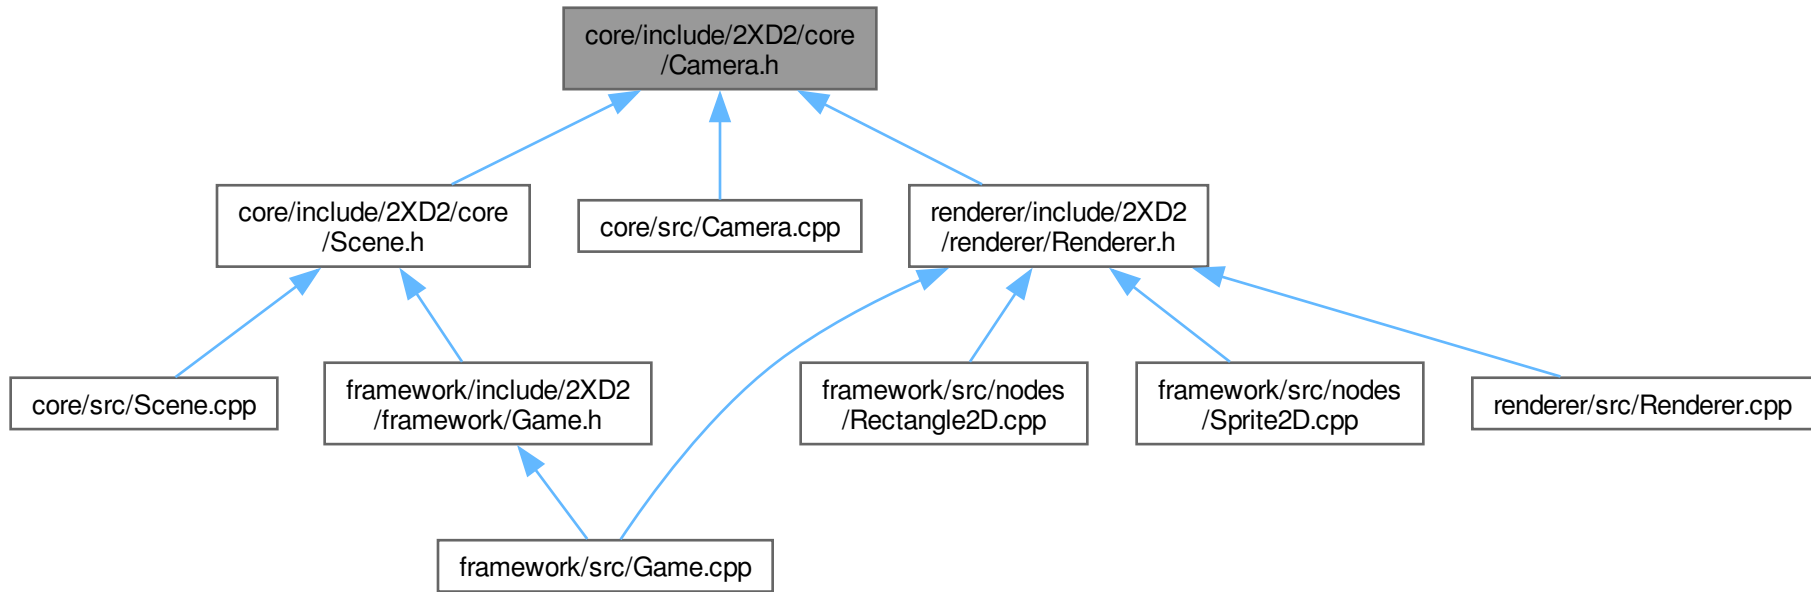 core/include/2XD2/core
/Camera.h
core/include/2XD2/core
/Scene.h
core/src/Camera.cpp
renderer/include/2XD2
/renderer/Renderer.h
core/src/Scene.cpp
framework/include/2XD2
/framework/Game.h
framework/src/nodes
/Rectangle2D.cpp
framework/src/nodes
/Sprite2D.cpp
renderer/src/Renderer.cpp
framework/src/Game.cpp